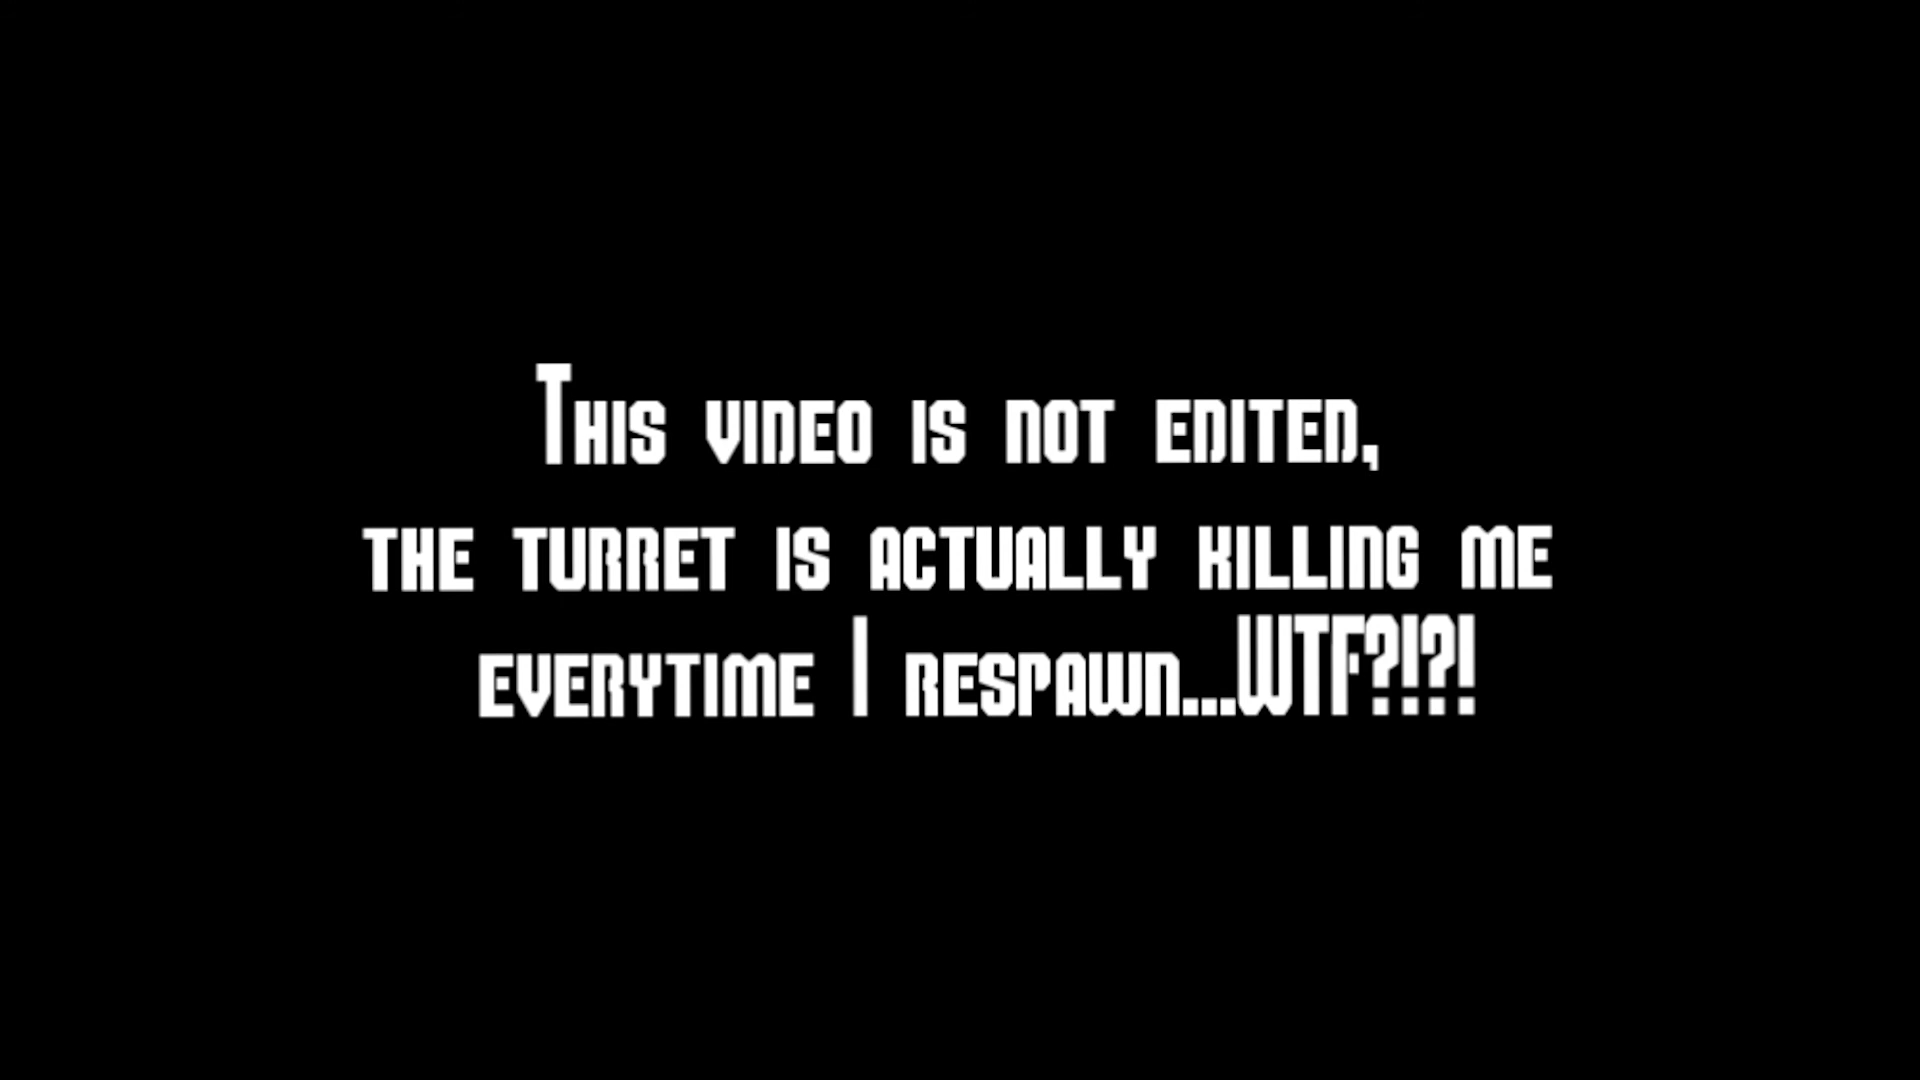 This video is not edited,
the turret is actually killing me
everytime I respawn...WTF?!?!